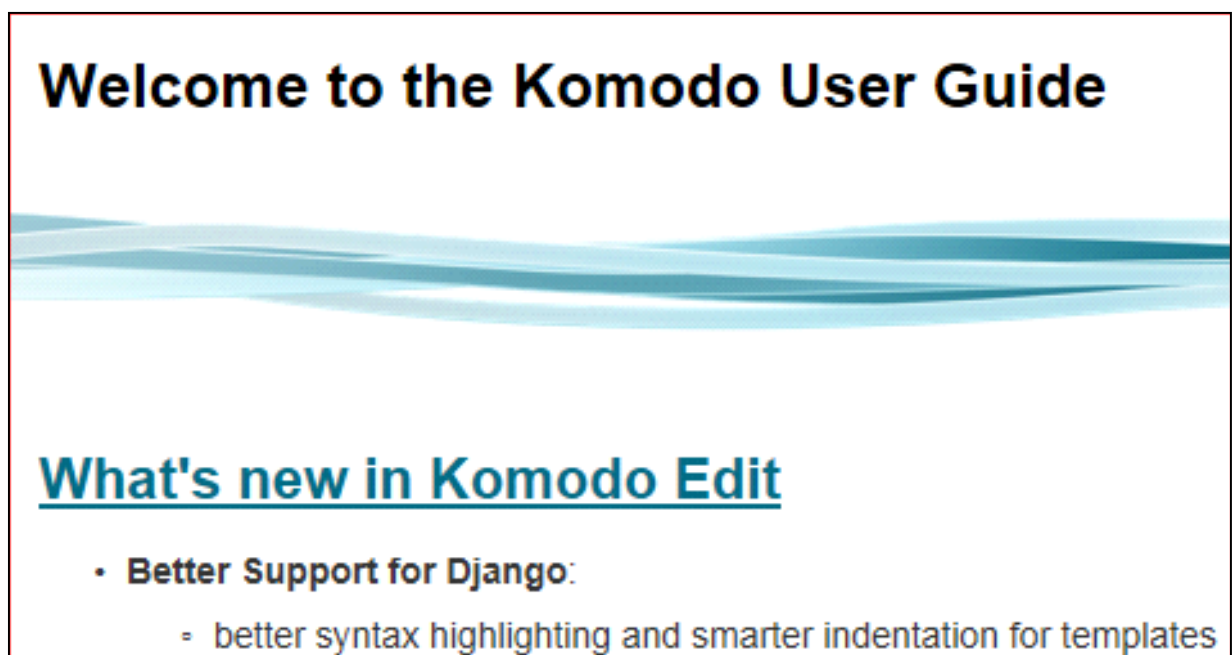 Welcome to the Komodo User Guide
What's new in Komodo Edit
• Better Support for Django:
▫ better syntax highlighting and smarter indentation for templates